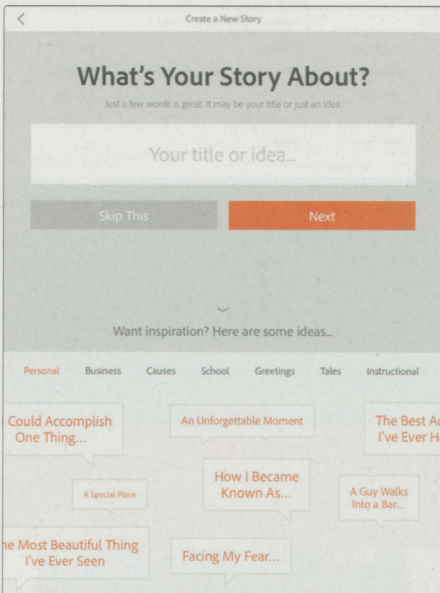 Create a New Story
What's Your Story About?
Just a few words is great. It may be your title or just an idea.
Your title or idea...
Skip This
Next
Want inspiration? Here are some ideas...
Personal Business Causes School Greetings Tales Instructional
Could Accomplish
One Thing...
An Unforgettable Moment
The Best
I've Ever
A Special Place
How I Became
Known As...
A Guy Walks
Into a Bar...
Most Beautiful Thing
I've Ever Seen
Facing My Fear...